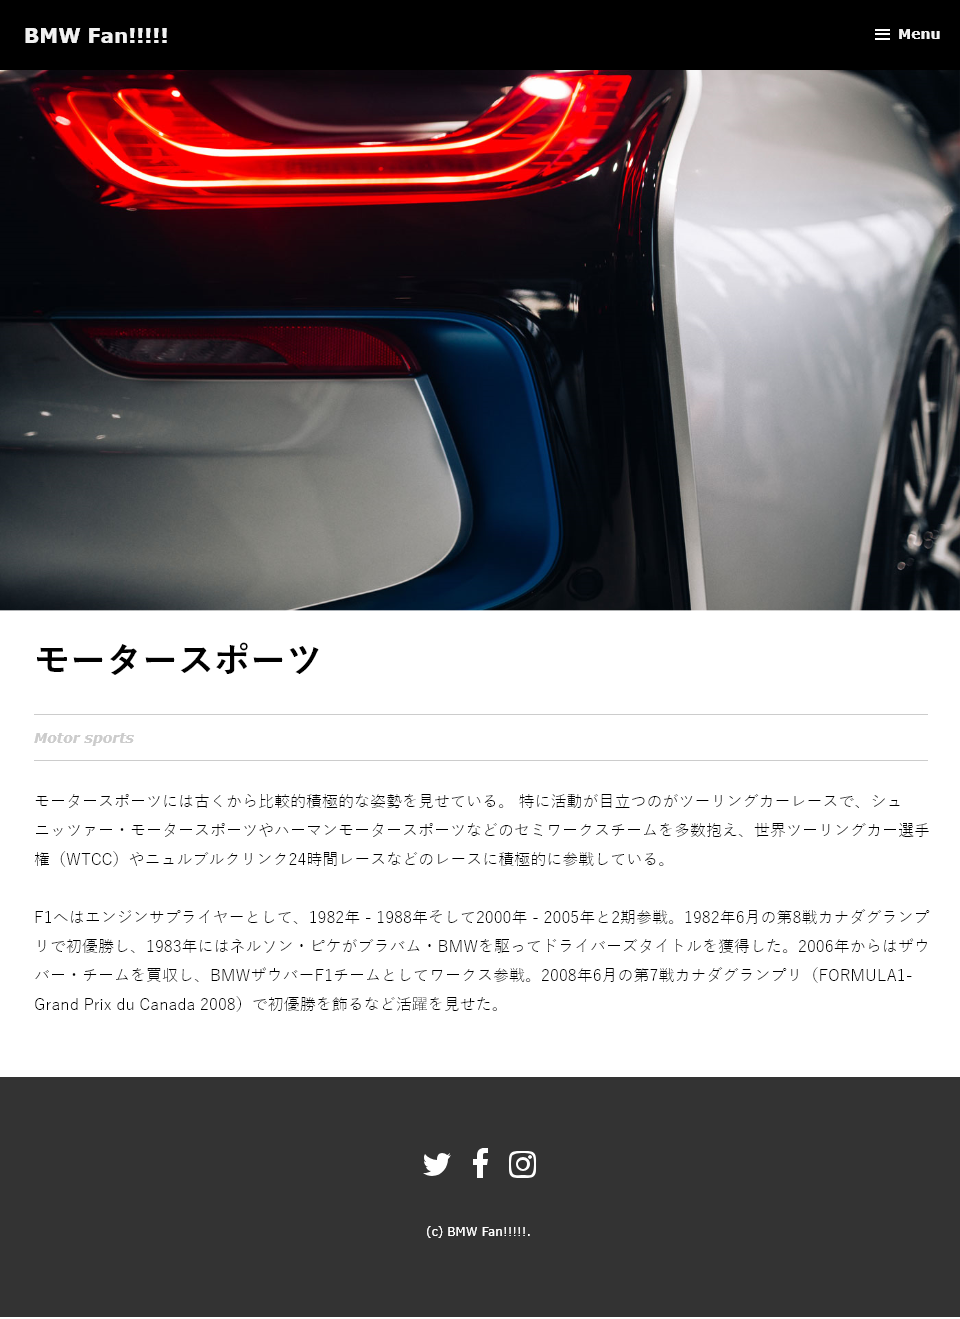 BMW Fan!!!!!
Menu
モータースポーツ
Motor sports
モータースポーツには古くから比較的積極的な姿勢を見せている。 特に活動が目立つのがツーリングカーレースで、シュ
ニッツァー・モータースポーツやハーマンモータースポーツなどのセミワークスチームを多数抱え、世界ツーリングカー選手
権（WTCC）やニュルブルクリンク24時間レースなどのレースに積極的に参戦している。
F1へはエンジンサプライヤーとして、1982年 - 1988年そして2000年 - 2005年と2期参戦。1982年6月の第8戦カナダグランプ
リで初優勝し、1983年にはネルソン・ピケがブラバム・BMWを駆ってドライバーズタイトルを獲得した。2006年からはザウ
バー・チームを買収し、BMWザウバーF1チームとしてワークス参戦。2008年6月の第7戦カナダグランプリ（FORMULA1-
Grand Prix du Canada 2008）で初優勝を飾るなど活躍を見せた。
(c) BMW Fan!!!!!.